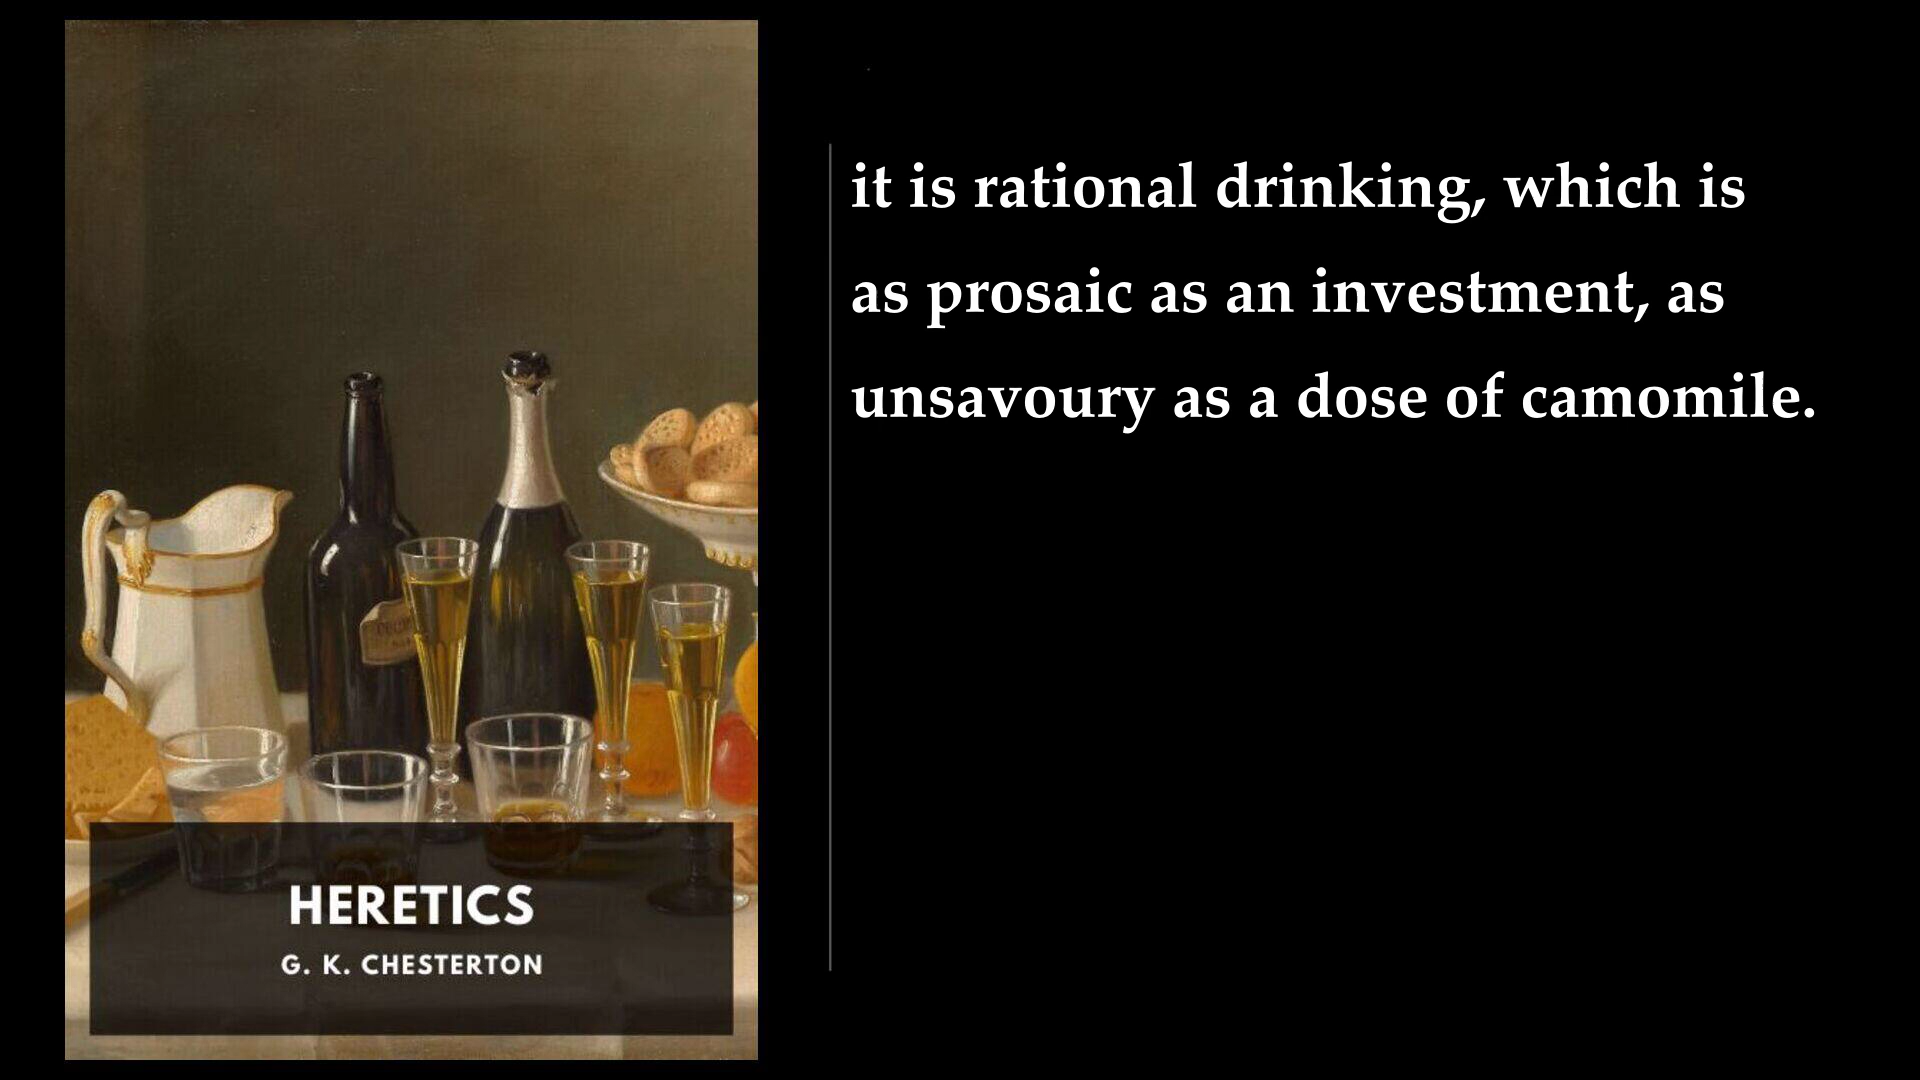 it is rational drinking, which is
as prosaic as an investment, as
unsavoury as a dose of camomile.
HERETICS
G. K. CHESTERTON